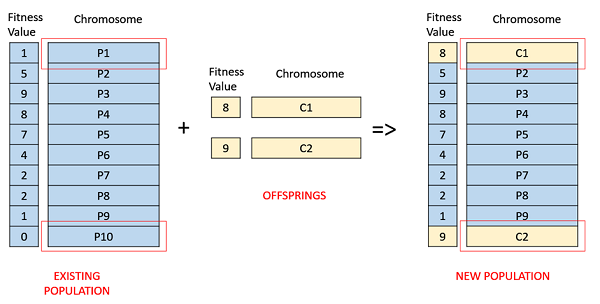 Fitness Value Chromosome
1 P1
5 P2
9 P3
8 P4
7 P5
4 P6
2 P7
2 P8
1 P9
0 P10
EXISTING
POPULATION
+
Fitness Value Chromosome
8 C1
9 C2
OFFSPRINGS
=>
Fitness Value Chromosome
8 C1
5 P2
9 P3
8 P4
7 P5
4 P6
2 P7
2 P8
1 P9
9 C2
NEW POPULATION